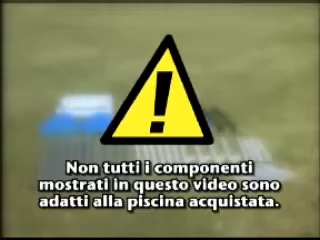 !
Non tutti i componenti
mostrati in questo video sono
adatti alla piscina acquistata.